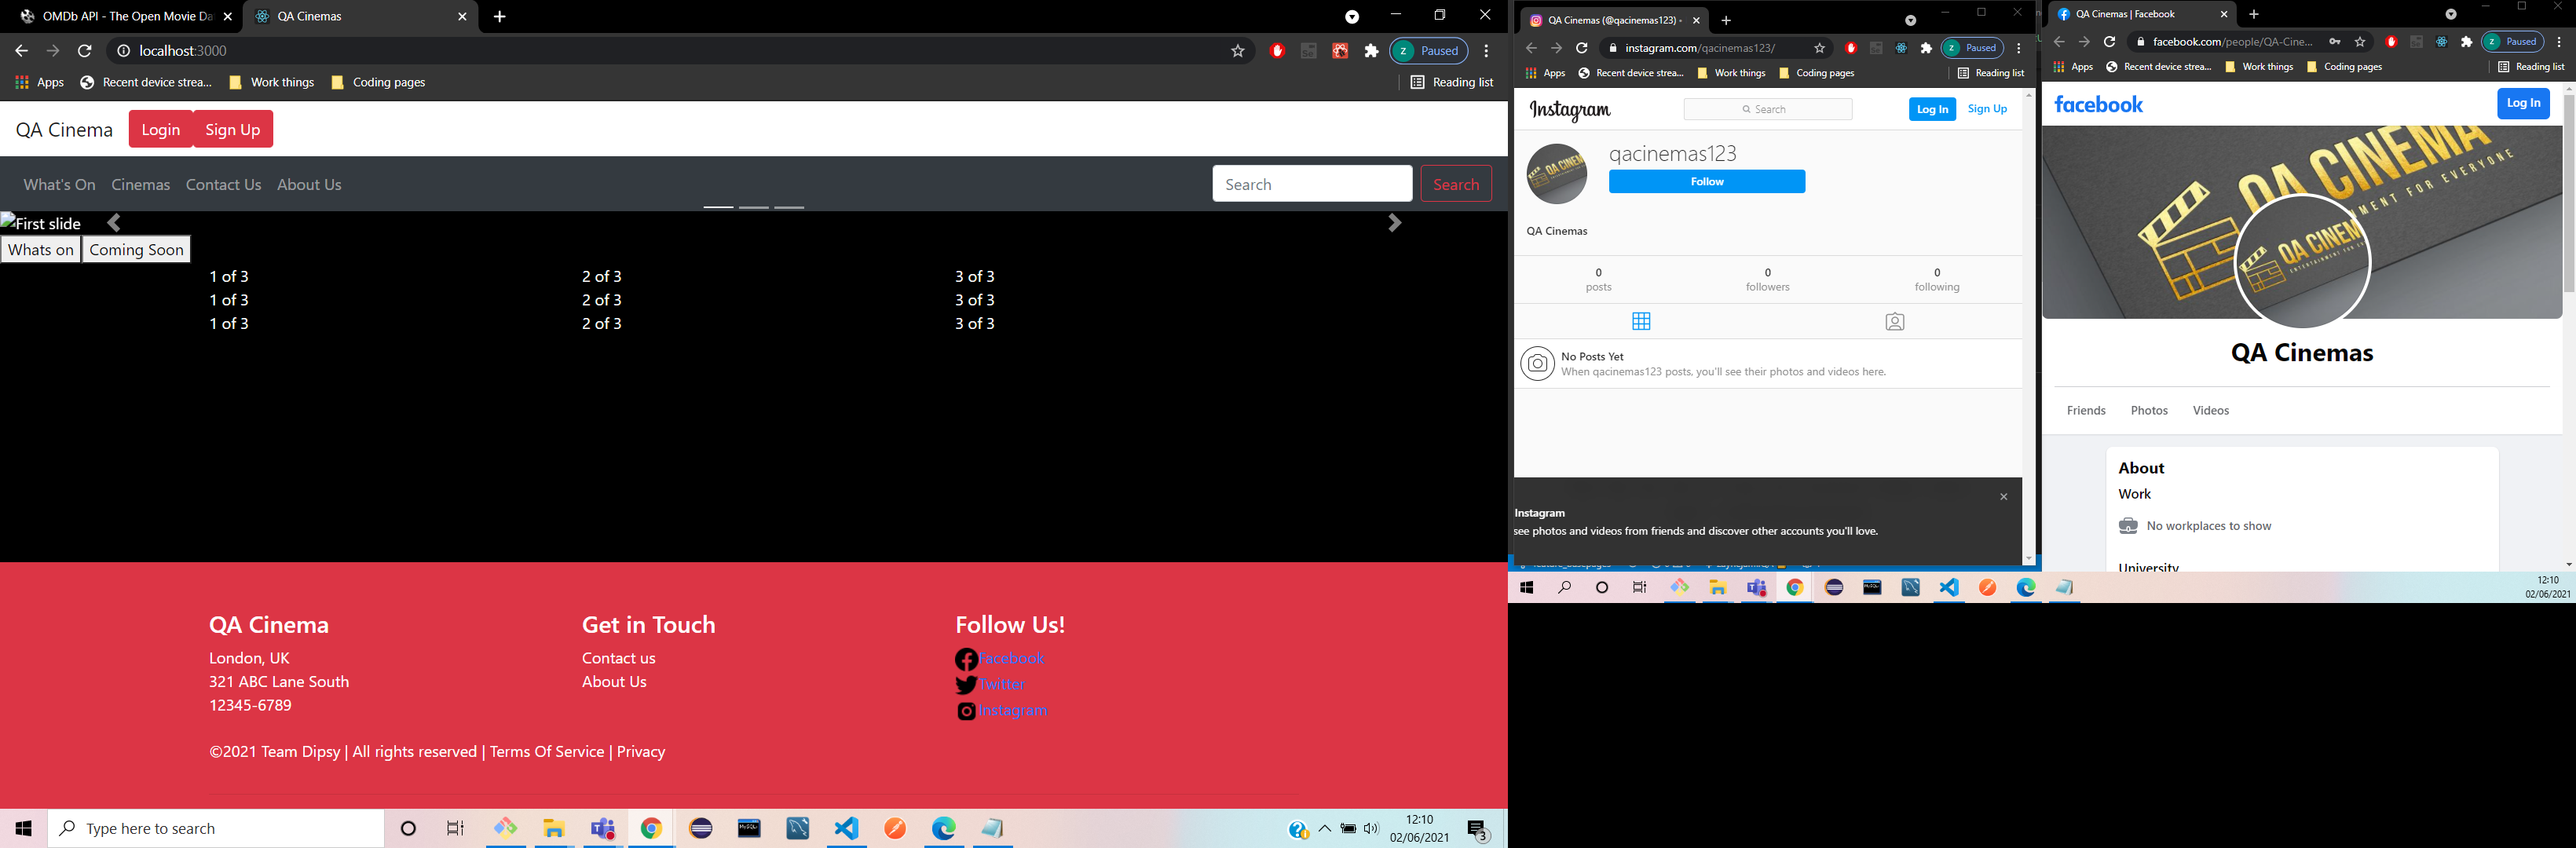 OMDb API - The Open Movie Da
QA Cinemas
localhost:3000
Paused
Apps
Recent device strea...
Work things
Coding pages
Reading list
QA Cinema
Login
Sign Up
What's On
Cinemas
Contact Us
About Us
Search
Search
First slide
Whats on
Coming Soon
1 of 3
2 of 3
3 of 3
1 of 3
2 of 3
3 of 3
1 of 3
2 of 3
3 of 3
QA Cinema
London, UK
321 ABC Lane South
12345-6789
Get in Touch
Contact us
About Us
Follow Us!
Facebook
Twitter
Instagram
©2021 Team Dipsy | All rights reserved | Terms Of Service | Privacy
Type here to search
12:10
02/06/2021
3
QA Cinemas (@qacinemas123) •
instagram.com/qacinemas123/
Paused
Apps
Recent device strea...
Work things
Coding pages
Reading list
Instagram
Search
Log In
Sign Up
qacinemas123
Follow
QA Cinemas
0
posts
0
followers
0
following
No Posts Yet
When qacinemas123 posts, you'll see their photos and videos here.
Instagram
see photos and videos from friends and discover other accounts you'll love.
QA Cinemas | Facebook
facebook.com/people/QA-Cine...
Paused
Apps
Recent device strea...
Work things
Coding pages
Reading list
facebook
Log In
QA CINEMA
QA Cinemas
Friends
Photos
Videos
About
Work
No workplaces to show
University
12:10
02/06/2021